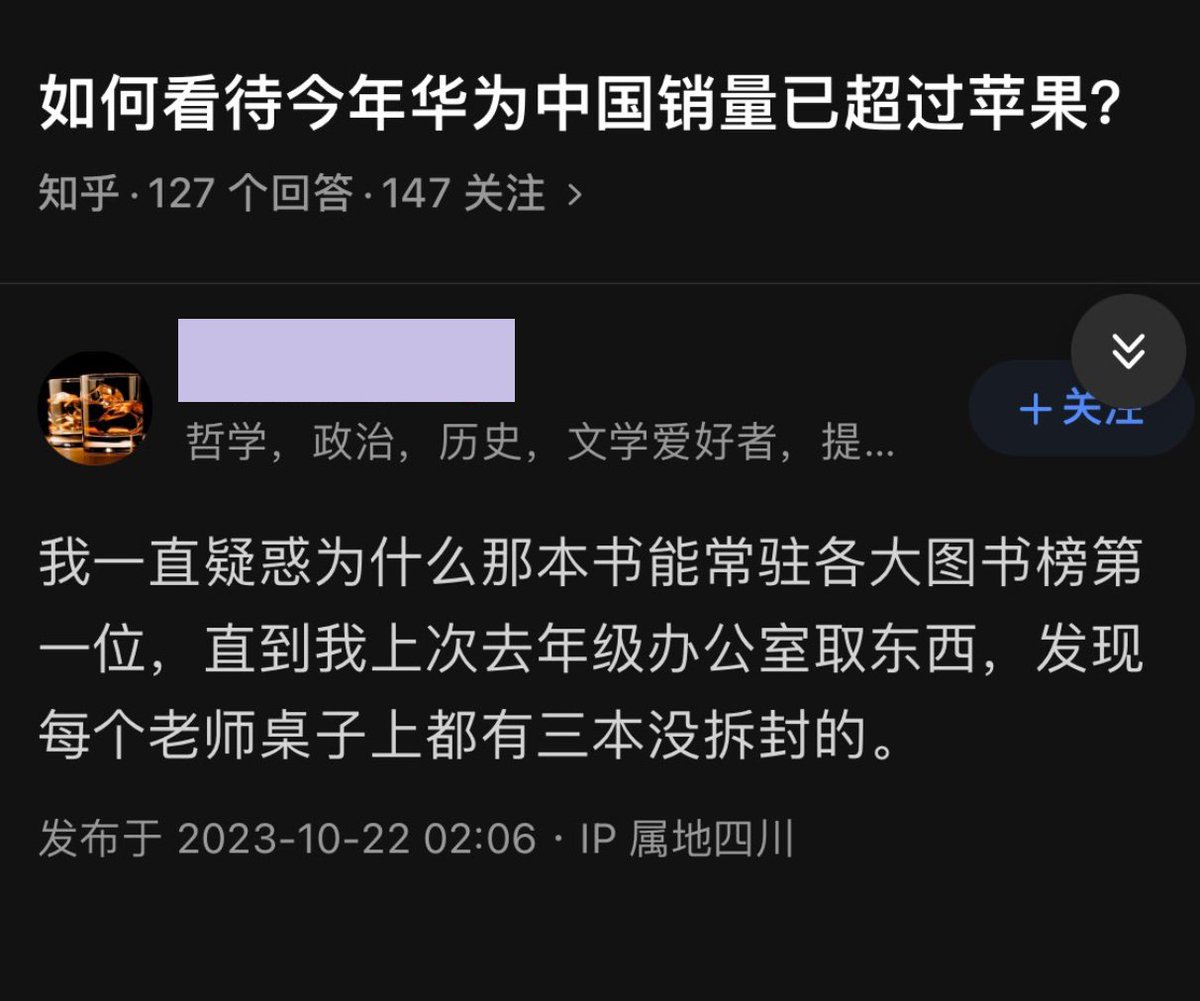 如何看待今年华为中国销量已超过苹果?
知乎·127 个回答·147 关注 >
哲学，政治，历史，文学爱好者，提...
+ 关注
我一直疑惑为什么那本书能常驻各大图书榜第
一位，直到我上次去年级办公室取东西，发现
每个老师桌子上都有三本没拆封的。
发布于 2023-10-22 02:06 · IP 属地四川